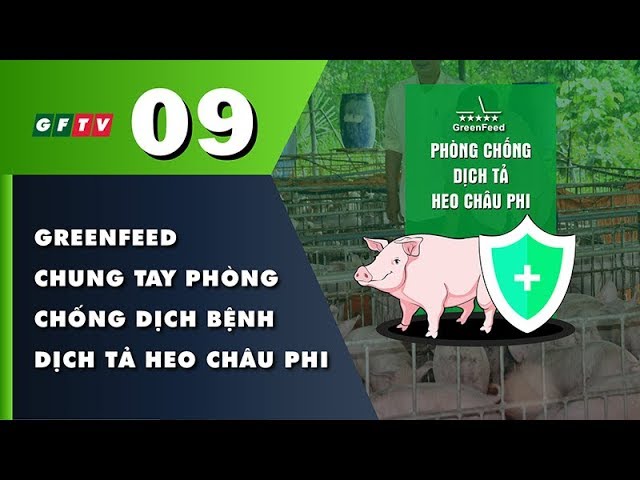 GFTV
09
GREENFEED
CHUNG TAY PHÒNG
CHỐNG DỊCH BỆNH
DỊCH TẢ HEO CHÂU PHI
GreenFeed
PHÒNG CHỐNG
DỊCH TẢ
HEO CHÂU PHI